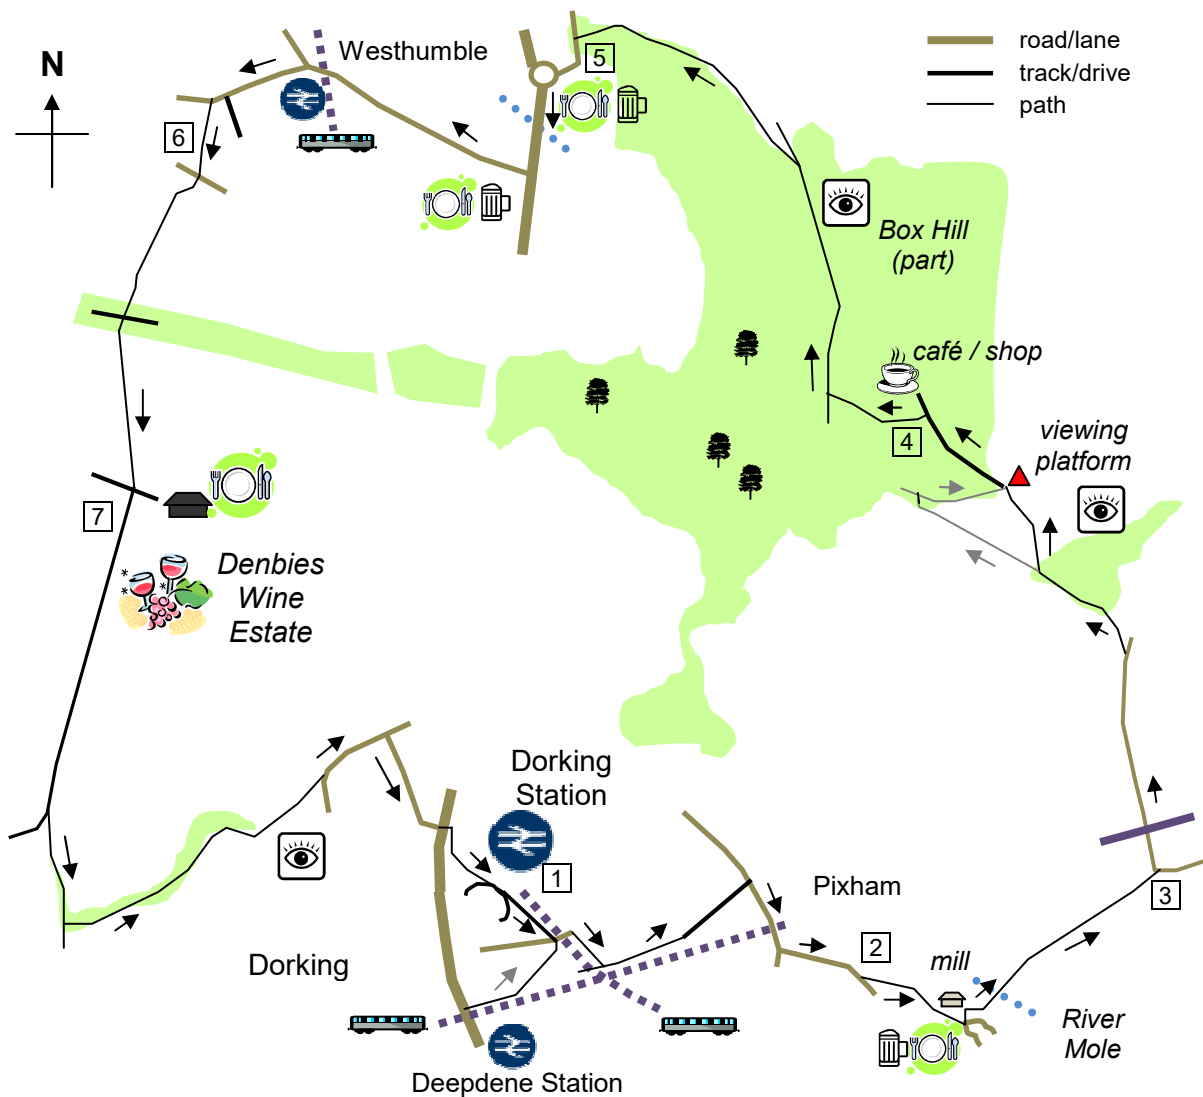 Westhumble
N
5
road/lane
track/drive
path
6
Box Hill
(part)
café / shop
4
viewing
platform
7
Denbies
Wine
Estate
Dorking
Station
1
Pixham
3
2
mill
Dorking
River
Mole
Deepdene Station